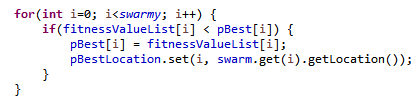 for(int i=0; i<swarmy; i++) {
    if(fitnessValueList[i] < pBest[i]) {
        pBest[i] = fitnessValueList[i];
        pBestLocation.set(i, swarm.get(i).getLocation());
    }
}